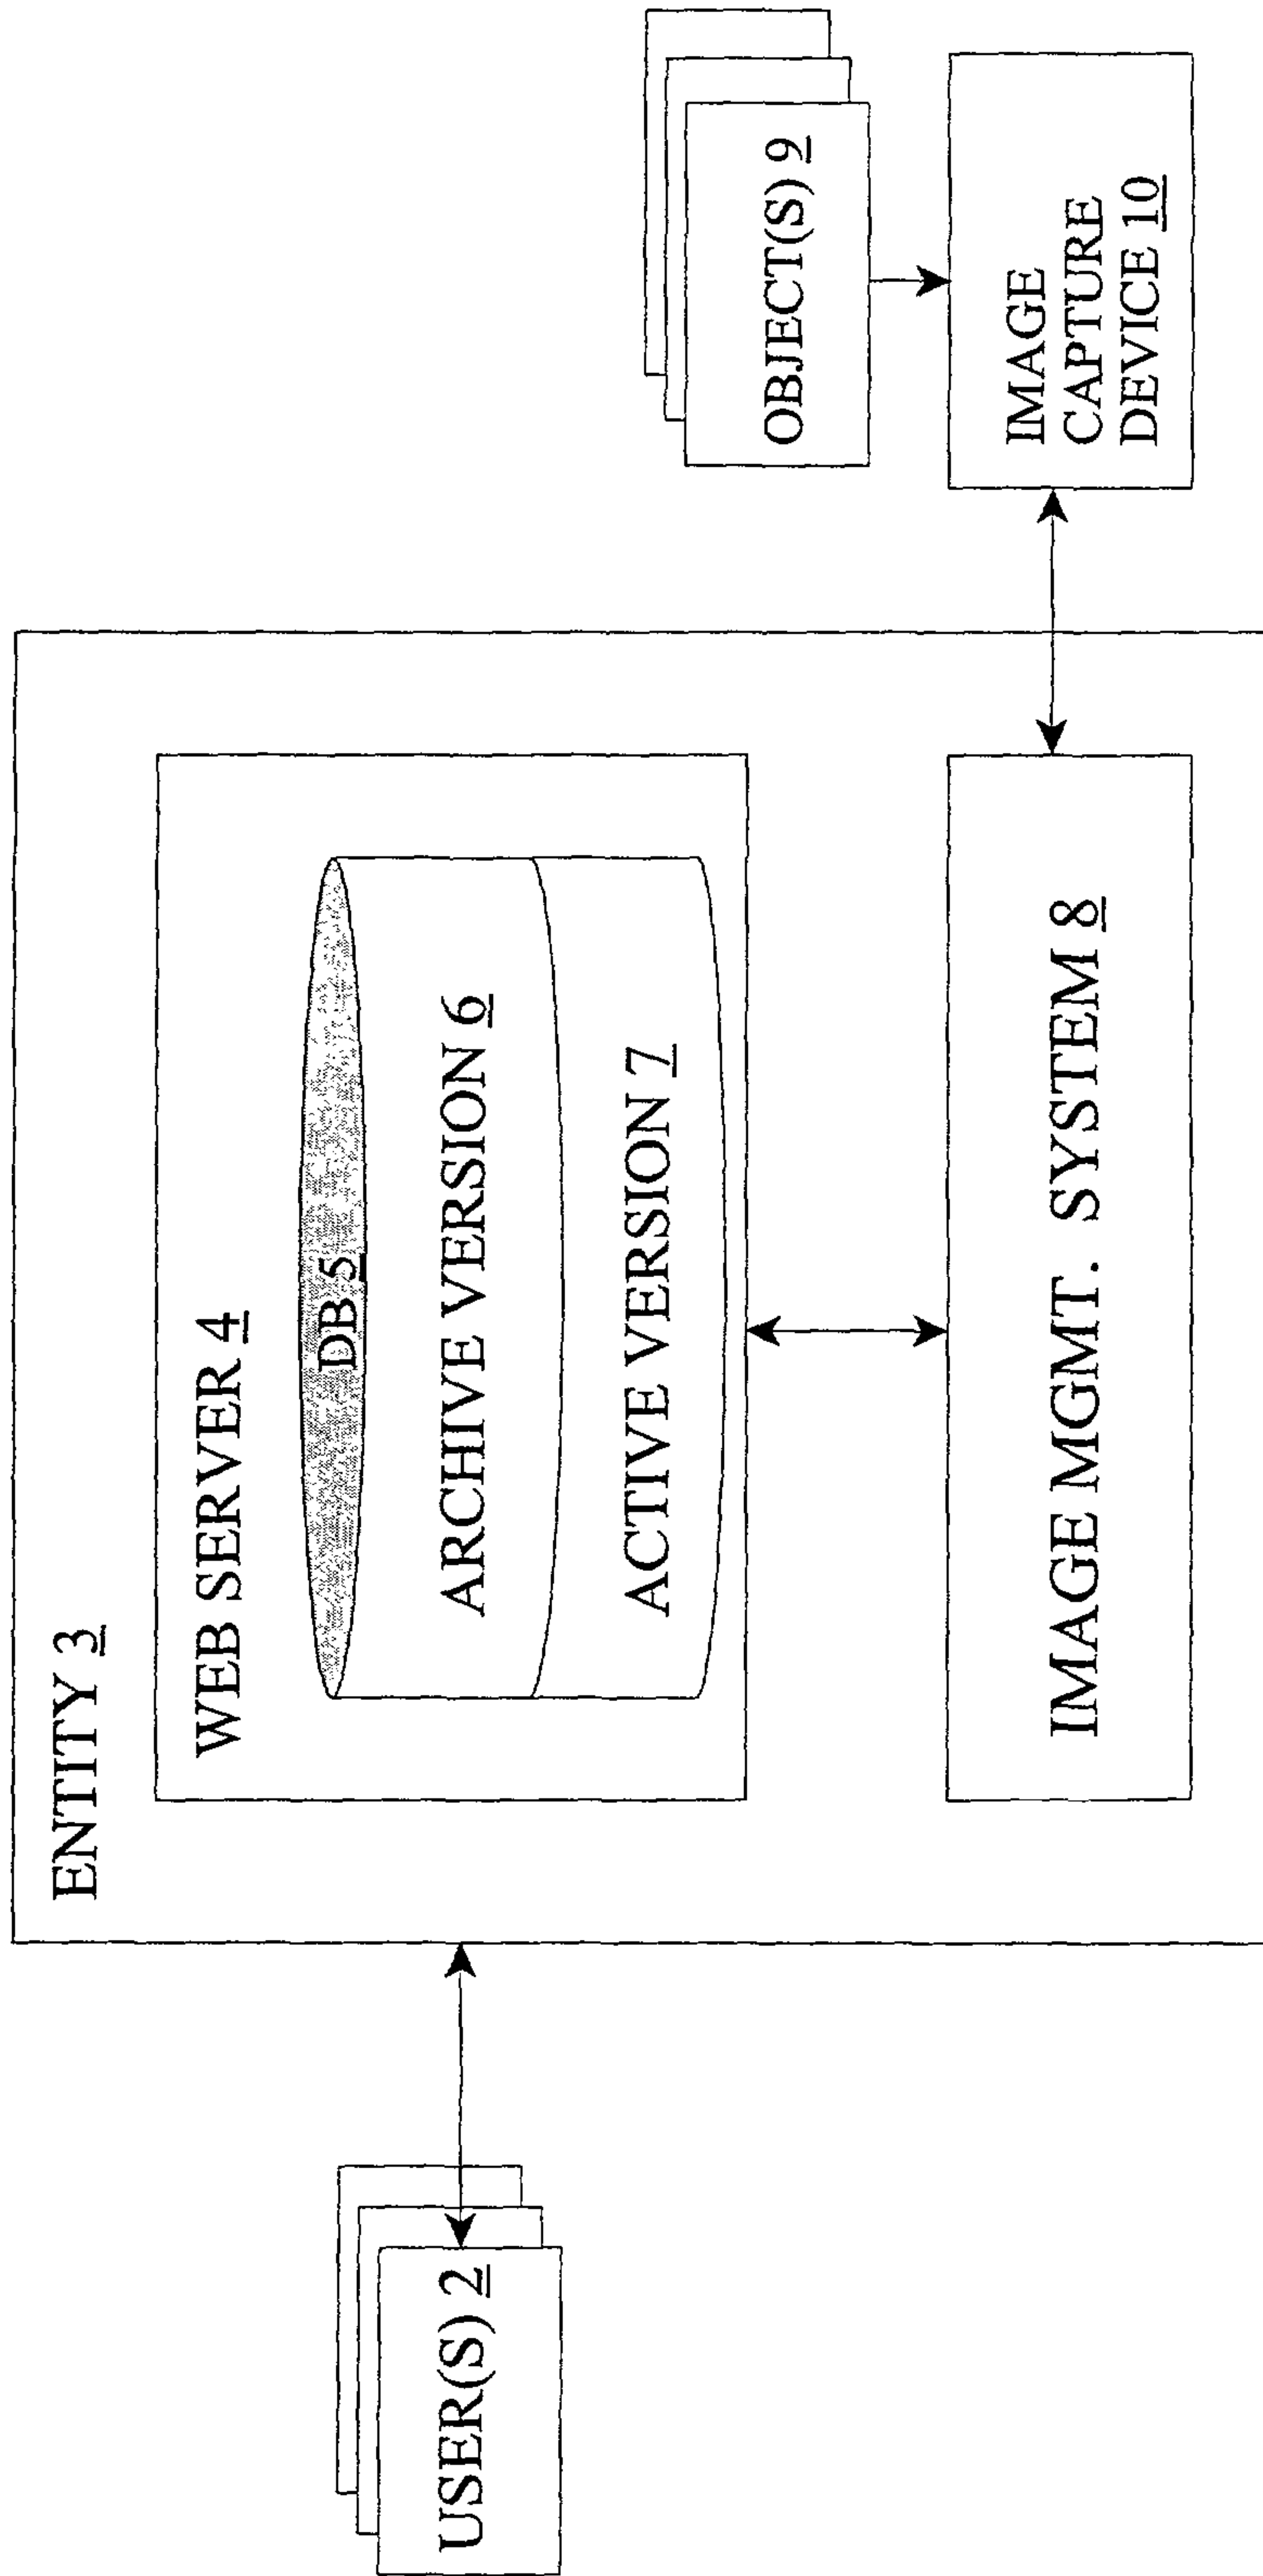 ENTITY 3
WEB SERVER 4
DB 5
ARCHIVE VERSION 6
ACTIVE VERSION 7
IMAGE MGMT. SYSTEM 8
USER(S) 2
OBJECT(S) 9
IMAGE
CAPTURE
DEVICE 10